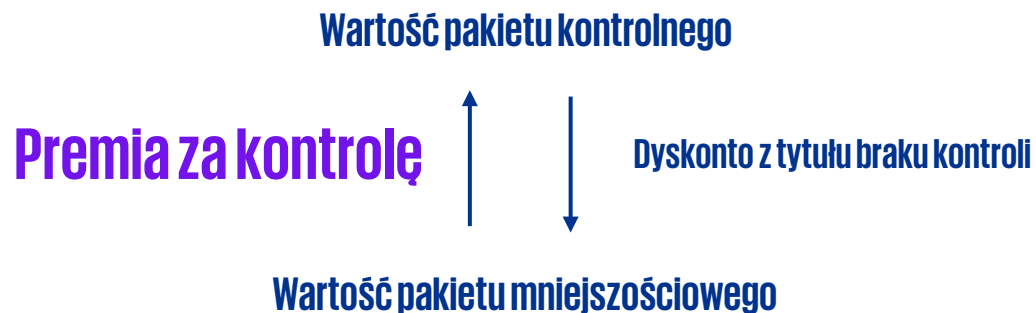 Wartość pakietu kontrolnego
Premia za kontrolę
Dyskonto z tytułu braku kontroli
Wartość pakietu mniejszościowego